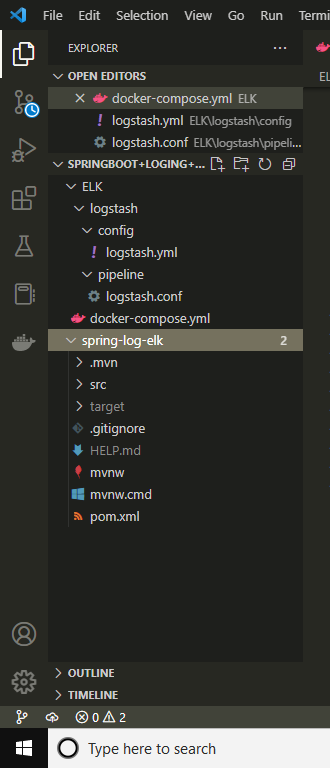 File Edit Selection View Go Run Termin
EXPLORER
OPEN EDITORS
docker-compose.yml ELK
logstash.yml ELK\logstash\config
logstash.conf ELK\logstash\pipeli...
SPRINGBOOT+LOGING+...
ELK
logstash
config
logstash.yml
pipeline
logstash.conf
docker-compose.yml
spring-log-elk 2
.mvn
src
target
.gitignore
HELP.md
mvnw
mvnw.cmd
pom.xml
OUTLINE
TIMELINE
0 2
Type here to search